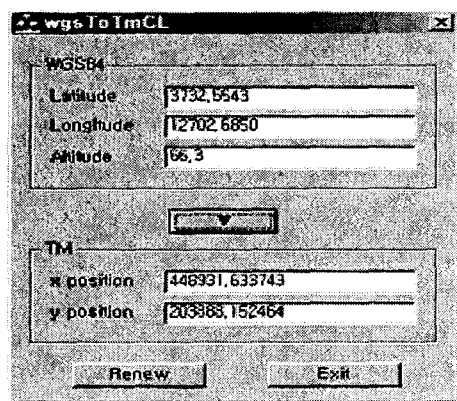 wgsToTmCL
WGS84
Latitude 3732,5543
Longitude 12702,6850
Altitude 66,3
TM
x position 448931,633743
y position 203883,152464
Renew Exit